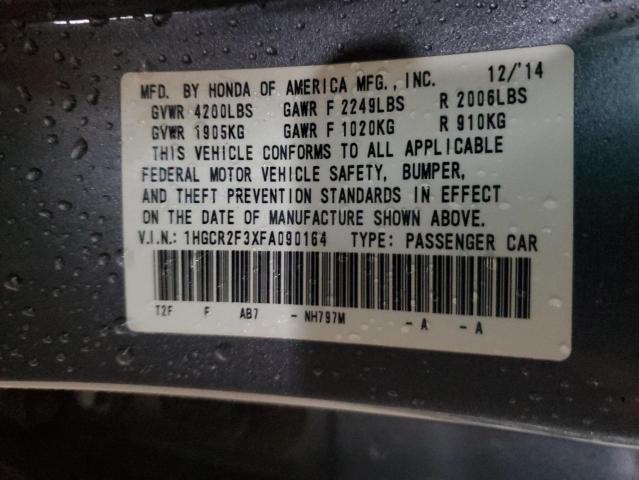 MFD. BY HONDA OF AMERICA MFG., INC. 12/'14
GVWR 4200LBS GAWR F 2249LBS R 2006LBS
GVWR 1905KG GAWR F 1020KG R 910KG
THIS VEHICLE CONFORMS TO ALL APPLICABLE
FEDERAL MOTOR VEHICLE SAFETY, BUMPER,
AND THEFT PREVENTION STANDARDS IN EFFECT
ON THE DATE OF MANUFACTURE SHOWN ABOVE.
V.I.N.: 1HGCR2F3XFA090164 TYPE: PASSENGER CAR
T2F F AB7 - NH797M - A - A